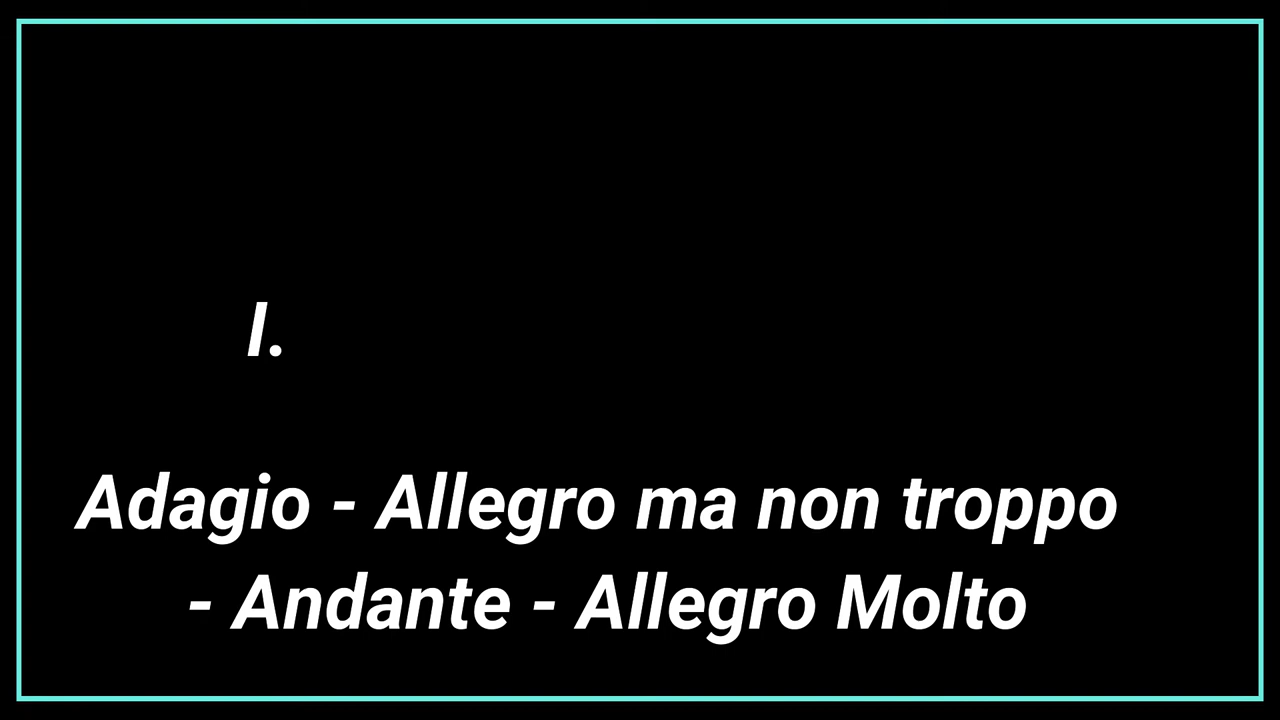 I.
Adagio - Allegro ma non troppo
- Andante - Allegro Molto